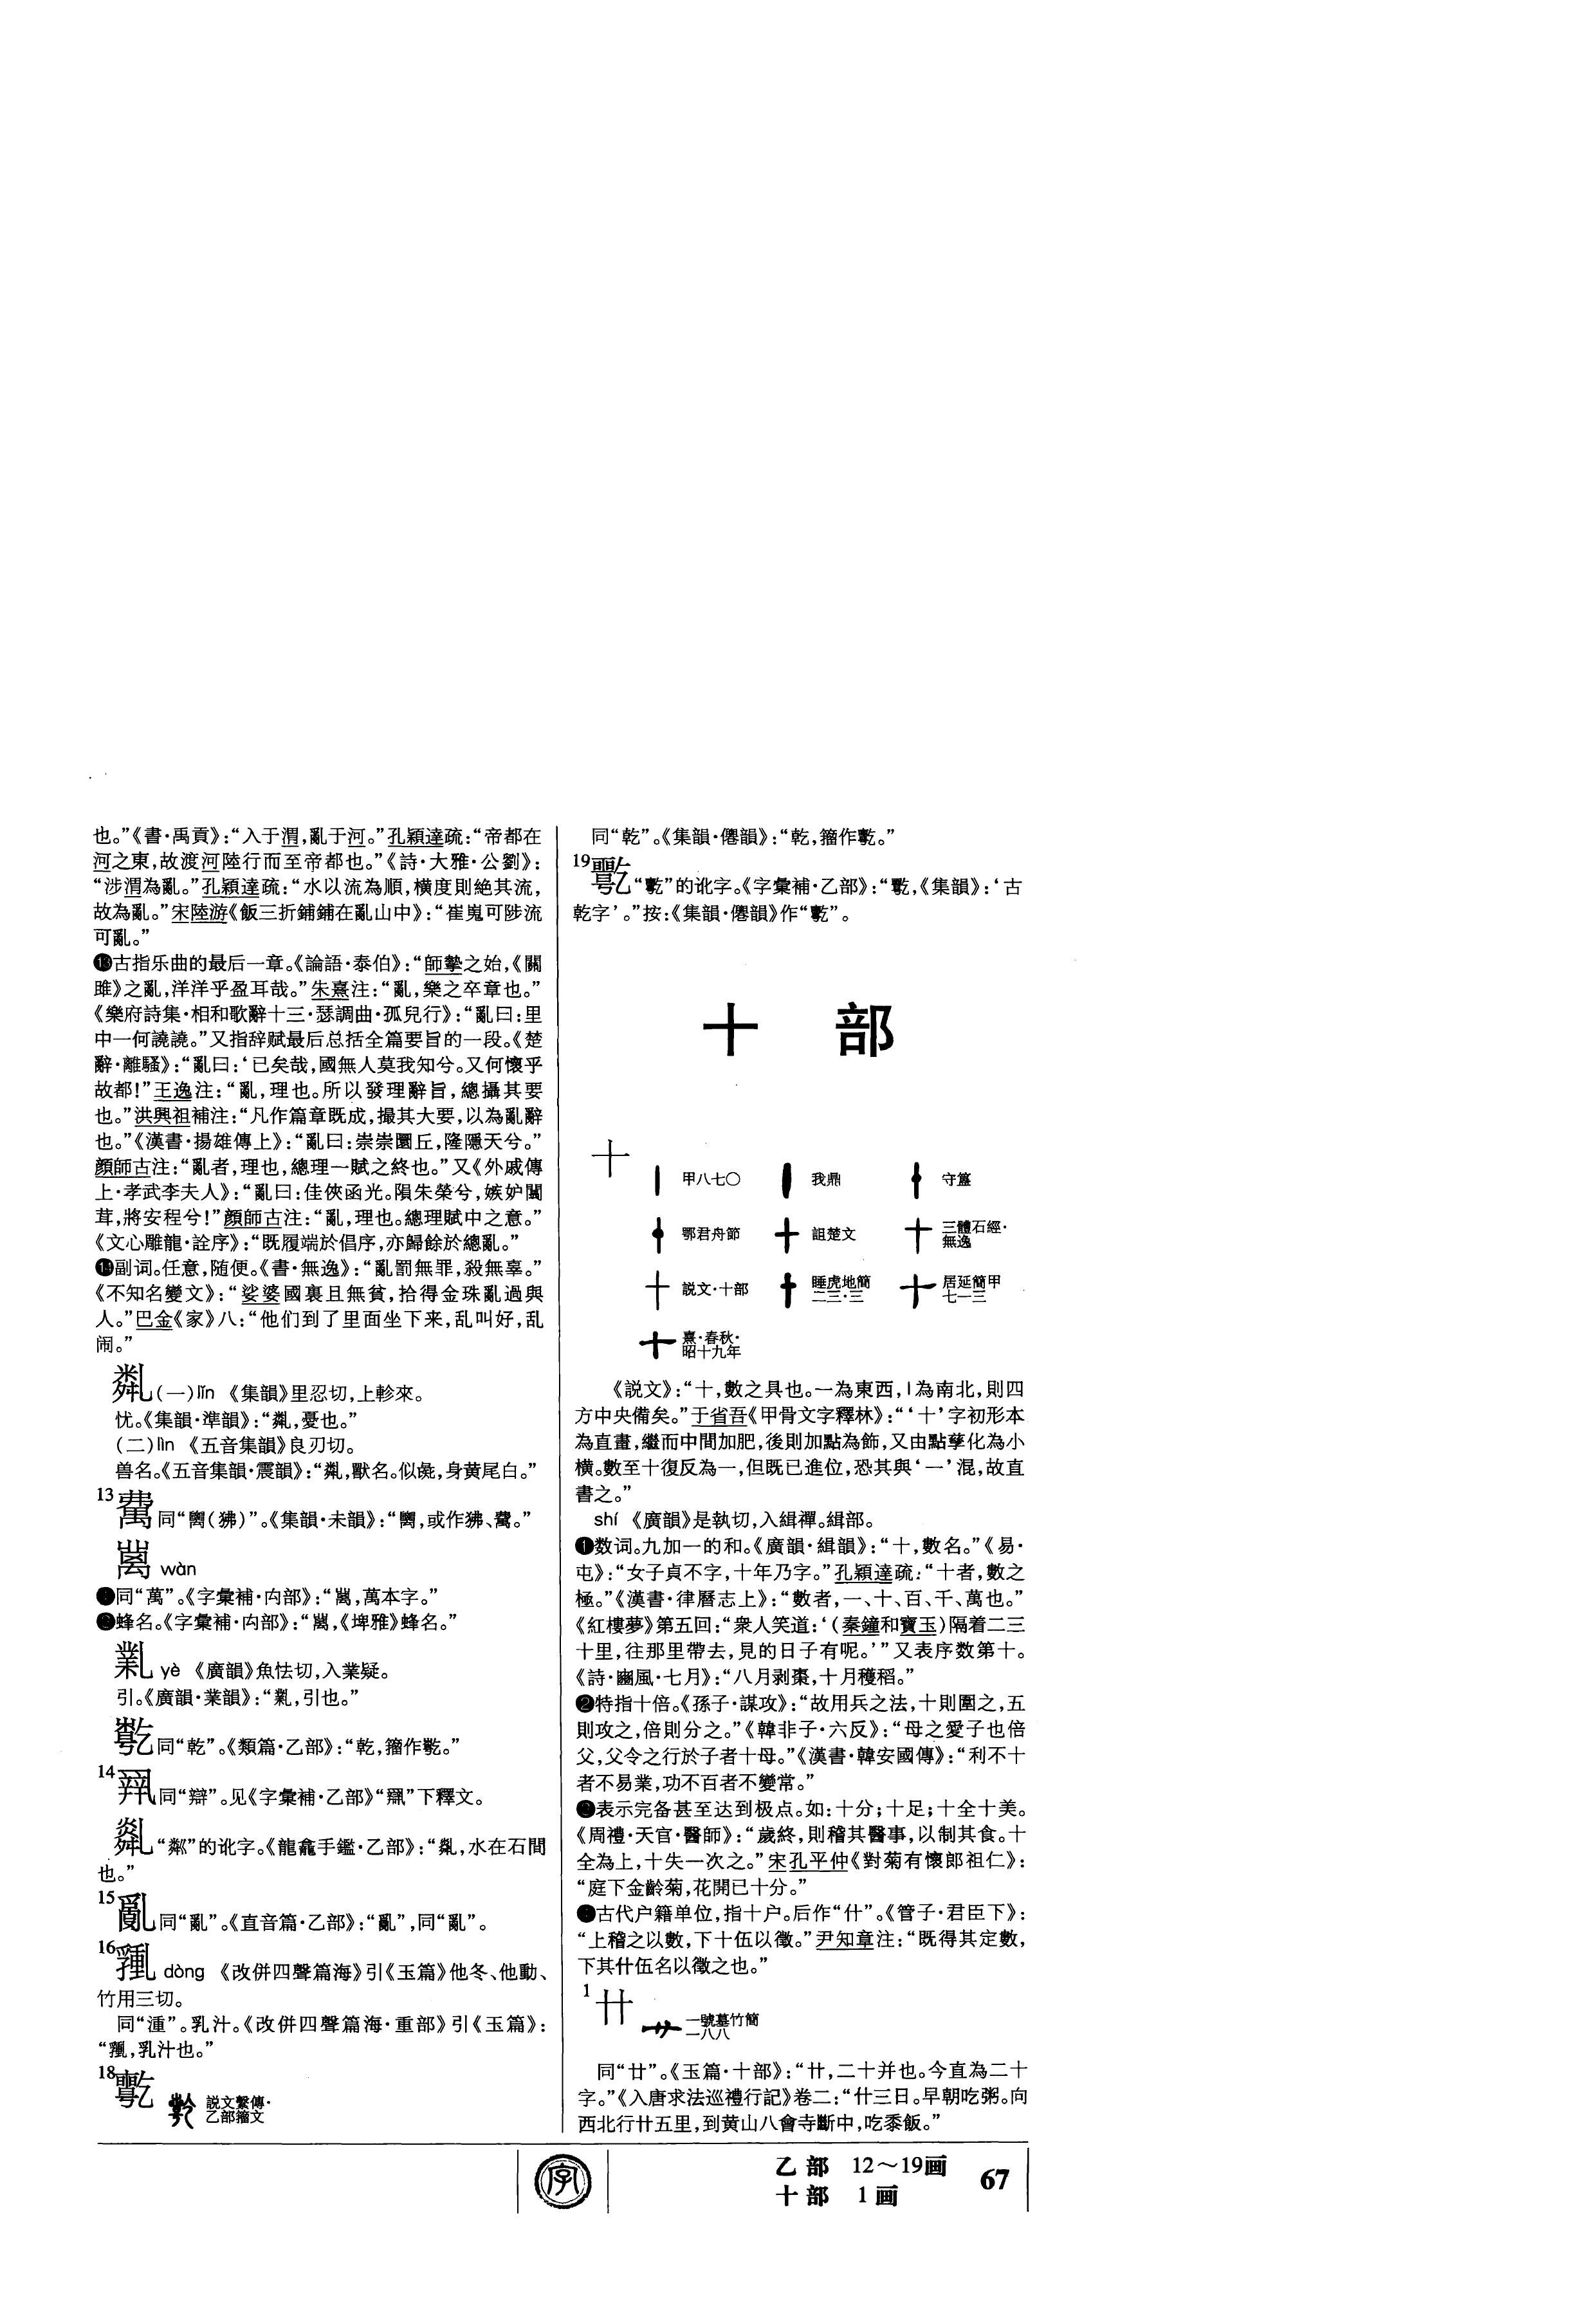 也。”《書·禹貢》：“入于渭，亂于河。”孔穎達疏：“帝都在
河之東，故渡河陸行而至帝都也。”《詩·大雅·公劉》：
“涉渭為亂。”孔穎達疏：“水以流為順，横度則絶其流，
故為亂。”宋陸游《飯三折鋪鋪在亂山中》：“崔嵬可陟流
可亂。”
⓭古指乐曲的最后一章。《論語·泰伯》：“師摯之始，《關
雎》之亂，洋洋乎盈耳哉。”朱熹注：“亂，樂之卒章也。”
《樂府詩集·相和歌辭十三·瑟調曲·孤兒行》：“亂曰：里
中一何譊譊。”又指辞赋最后总括全篇要旨的一段。《楚
辭·離騷》：“亂曰：‘已矣哉，國無人莫我知兮。又何懷乎
故都！”王逸注：“亂，理也。所以發理辭旨，總攝其要
也。”洪興祖補注：“凡作篇章既成，撮其大要，以為亂辭
也。”《漢書·揚雄傳上》：“亂曰：崇崇圜丘，隆隱天兮。”
顔師古注：“亂者，理也，總理一賦之終也。”又《外戚傳
上·孝武李夫人》：“亂曰：佳俠函光。隕朱榮兮，嫉妒闒
茸，將安程兮！”顔師古注：“亂，理也。總理賦中之意。”
《文心雕龍·詮序》：“既履端於倡序，亦歸餘於總亂。”
⓮副词。任意，随便。《書·無逸》：“亂罰無罪，殺無辜。”
《不知名變文》：“娑婆國裏且無貧，拾得金珠亂過與
人。”巴金《家》八：“他们到了里面坐下来，乱叫好，乱
闹。”
(一)lǐn 《集韻》里忍切，上軫來。
忧。《集韻·準韻》：“，憂也。”
(二)lìn 《五音集韻》良刃切。
兽名。《五音集韻·震韻》：“，獸名。似彘，身黄尾白。”
13
同“（狒）”。《集韻·未韻》：“，或作狒、。”
wàn
❶同“萬”。《字彙補·禸部》：“，萬本字。”
❷蜂名。《字彙補·禸部》：“，《埤雅》蜂名。”
yè 《廣韻》魚怯切，入業疑。
引。《廣韻·業韻》：“，引也。”
同“乾”。《類篇·乙部》：“乾，籀作。”
14
同“辯”。见《字彙補·乙部》“”下釋文。
“粼”的讹字。《龍龕手鑑·乙部》：“，水在石間
也。”
15
同“亂”。《直音篇·乙部》：“”，同“亂”。
16
dòng 《改併四聲篇海》引《玉篇》他冬、他動、
竹用三切。
同“湩”。乳汁。《改併四聲篇海·重部》引《玉篇》：
“，乳汁也。”
18
説文繫傳·
乙部籀文
同“乾”。《集韻·僊韻》：“乾，籀作。”
19
“”的讹字。《字彙補·乙部》：“，《集韻》：‘古
乾字’。”按：《集韻·僊韻》作“”。
十 部
十
甲八七〇 我鼎 守簋
鄂君舟節 詛楚文 三體石經·
無逸
説文·十部 睡虎地簡
二三·三 居延簡甲
七一三
熹·春秋·
昭十九年
《説文》：“十，數之具也。一為東西，丨為南北，則四
方中央備矣。”于省吾《甲骨文字釋林》：“‘十’字初形本
為直畫，繼而中間加肥，後則加點為飾，又由點孳化為小
横。數至十復反為一，但既已進位，恐其與‘一’混，故直
書之。”
shí 《廣韻》是執切，入緝禪。緝部。
❶数词。九加一的和。《廣韻·緝韻》：“十，數名。”《易·
屯》：“女子貞不字，十年乃字。”孔穎達疏：“十者，數之
極。”《漢書·律曆志上》：“數者，一、十、百、千、萬也。”
《紅樓夢》第五回：“衆人笑道：‘（秦鐘和寶玉）隔着二三
十里，往那里帶去，見的日子有呢。’”又表序数第十。
《詩·豳風·七月》：“八月剥棗，十月穫稻。”
❷特指十倍。《孫子·謀攻》：“故用兵之法，十則圍之，五
則攻之，倍則分之。”《韓非子·六反》：“母之愛子也倍
父，父令之行於子者十母。”《漢書·韓安國傳》：“利不十
者不易業，功不百者不變常。”
❸表示完备甚至达到极点。如：十分；十足；十全十美。
《周禮·天官·醫師》：“歲終，則稽其醫事，以制其食。十
全為上，十失一次之。”宋孔平仲《對菊有懷郎祖仁》：
“庭下金齡菊，花開已十分。”
❹古代户籍单位，指十户。后作“什”。《管子·君臣下》：
“上稽之以數，下十伍以徵。”尹知章注：“既得其定數，
下其什伍名以徵之也。”
1
卄
一號墓竹簡
一八八
同“廿”。《玉篇·十部》：“卄，二十并也。今直為二十
字。”《入唐求法巡禮行記》卷二：“卄三日。早朝吃粥。向
西北行卄五里，到黄山八會寺斷中，吃黍飯。”
字
乙部 12～19画
十部 1画
67